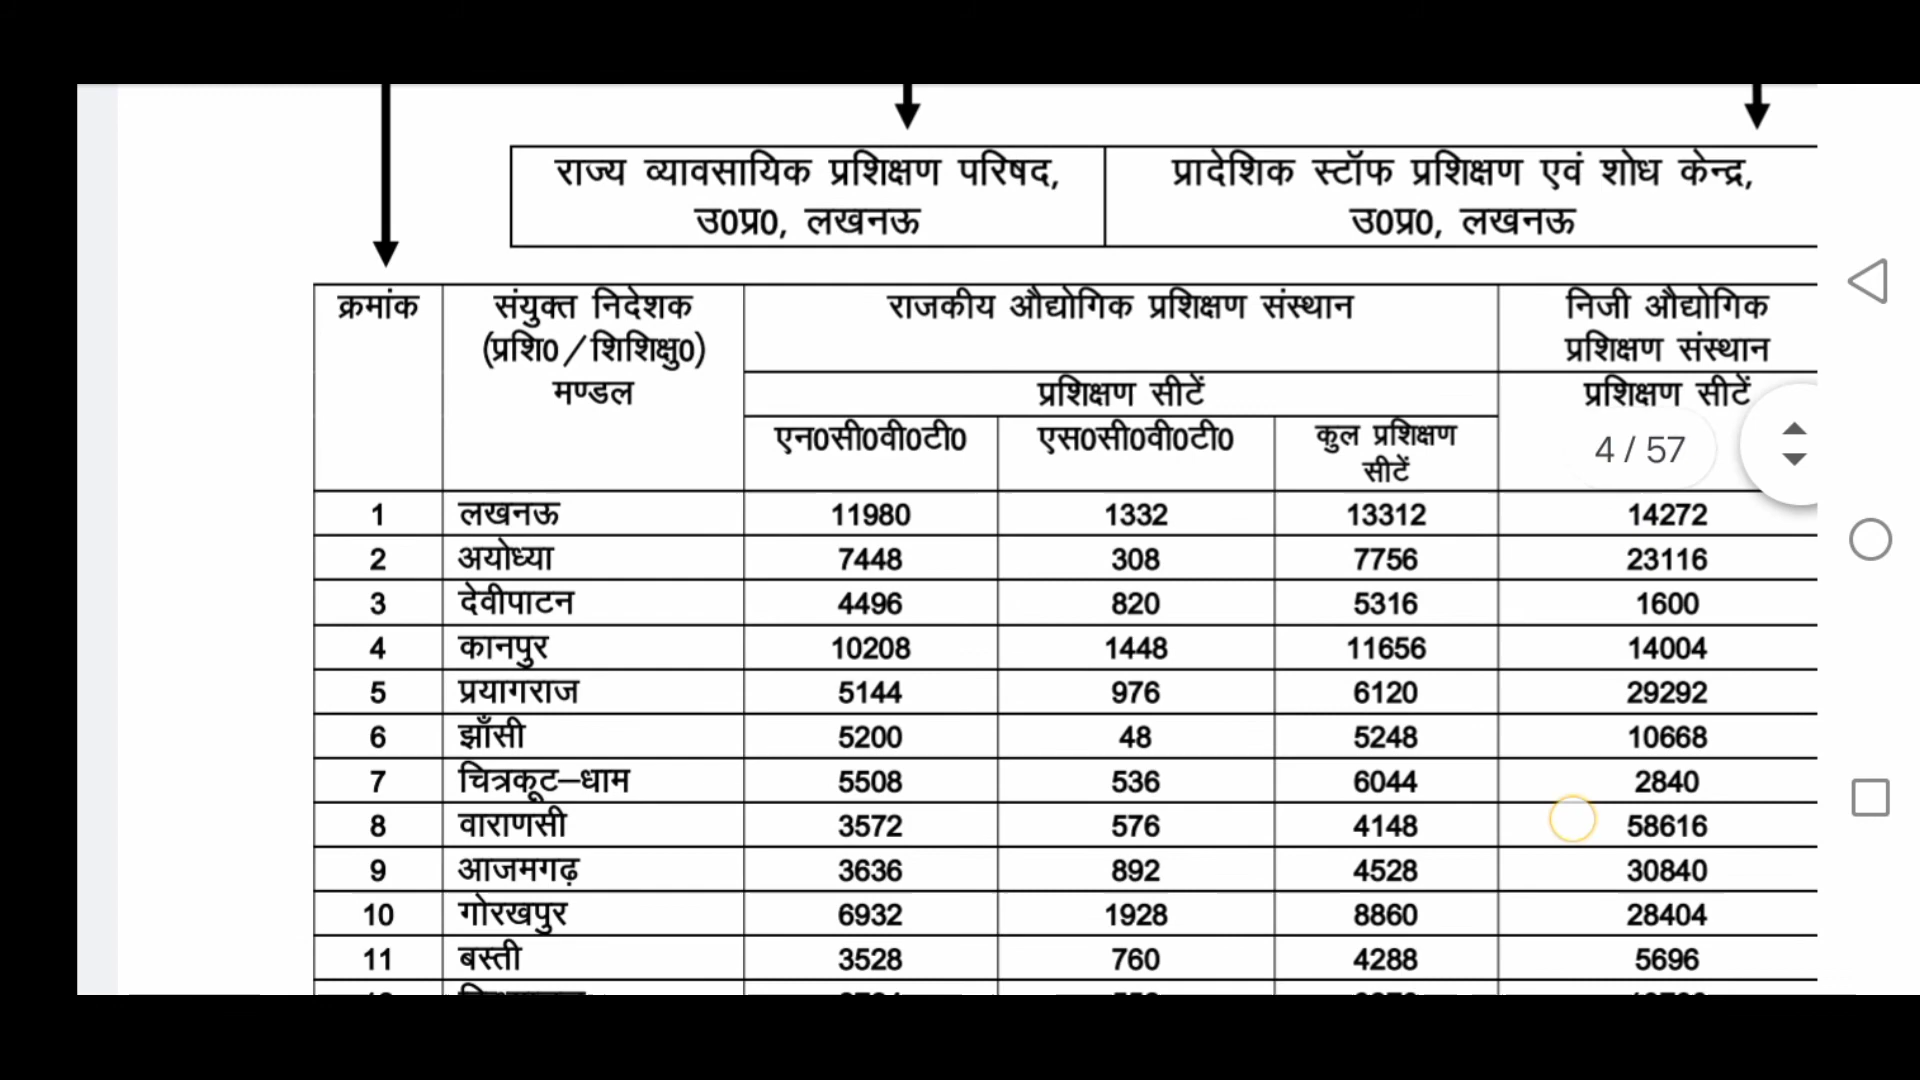 राज्य व्यावसायिक प्रशिक्षण परिषद,
उ0प्र0, लखनऊ
प्रादेशिक स्टॉफ प्रशिक्षण एवं शोध केन्द्र,
उ0प्र0, लखनऊ
क्रमांक
संयुक्त निदेशक
(प्रशि0/शिशिक्षु0)
मण्डल
राजकीय औद्योगिक प्रशिक्षण संस्थान
निजी औद्योगिक
प्रशिक्षण संस्थान
प्रशिक्षण सीटें
प्रशिक्षण सीटें
एन0सी0वी0टी0
एस0सी0वी0टी0
कुल प्रशिक्षण
सीटें
4 / 57
1 लखनऊ 11980 1332 13312 14272
2 अयोध्या 7448 308 7756 23116
3 देवीपाटन 4496 820 5316 1600
4 कानपुर 10208 1448 11656 14004
5 प्रयागराज 5144 976 6120 29292
6 झाँसी 5200 48 5248 10668
7 चित्रकूट–धाम 5508 536 6044 2840
8 वाराणसी 3572 576 4148 58616
9 आजमगढ़ 3636 892 4528 30840
10 गोरखपुर 6932 1928 8860 28404
11 बस्ती 3528 760 4288 5696